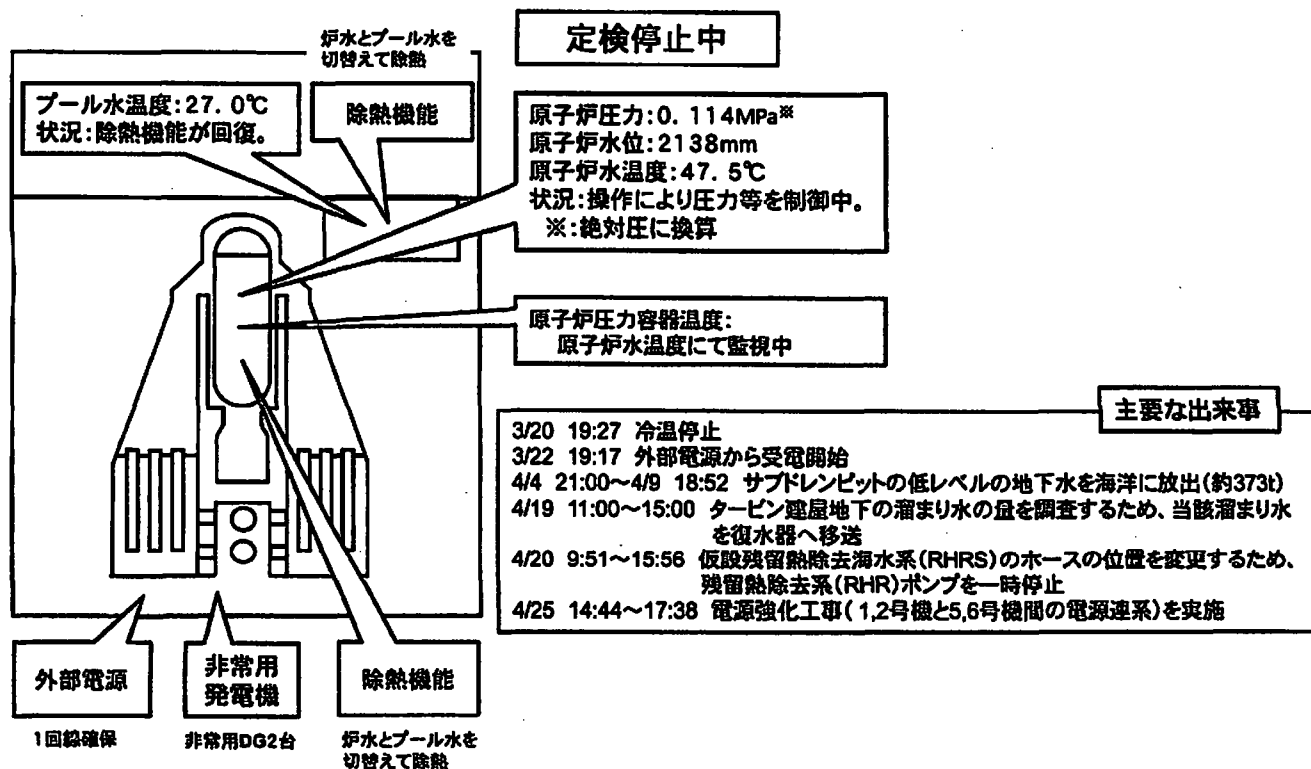 炉水とプール水を
切替えて除熱
定検停止中
プール水温度:27. 0℃
状況:除熱機能が回復。
除熱機能
原子炉圧力:0. 114MPa※
原子炉水位:2138mm
原子炉水温度:47. 5℃
状況:操作により圧力等を制御中。
※:絶対圧に換算
原子炉圧力容器温度:
原子炉水温度にて監視中
主要な出来事
3/20 19:27 冷温停止
3/22 19:17 外部電源から受電開始
4/4 21:00～4/9 18:52 サブドレンピットの低レベルの地下水を海洋に放出(約373t)
4/19 11:00～15:00 タービン建屋地下の溜まり水の量を調査するため、当該溜まり水
を復水器へ移送
4/20 9:51～15:56 仮設残留熱除去海水系(RHRS)のホースの位置を変更するため、
残留熱除去系(RHR)ポンプを一時停止
4/25 14:44～17:38 電源強化工事(1,2号機と5,6号機間の電源連系)を実施
外部電源
1回線確保
非常用
発電機
非常用DG2台
除熱機能
炉水とプール水を
切替えて除熱